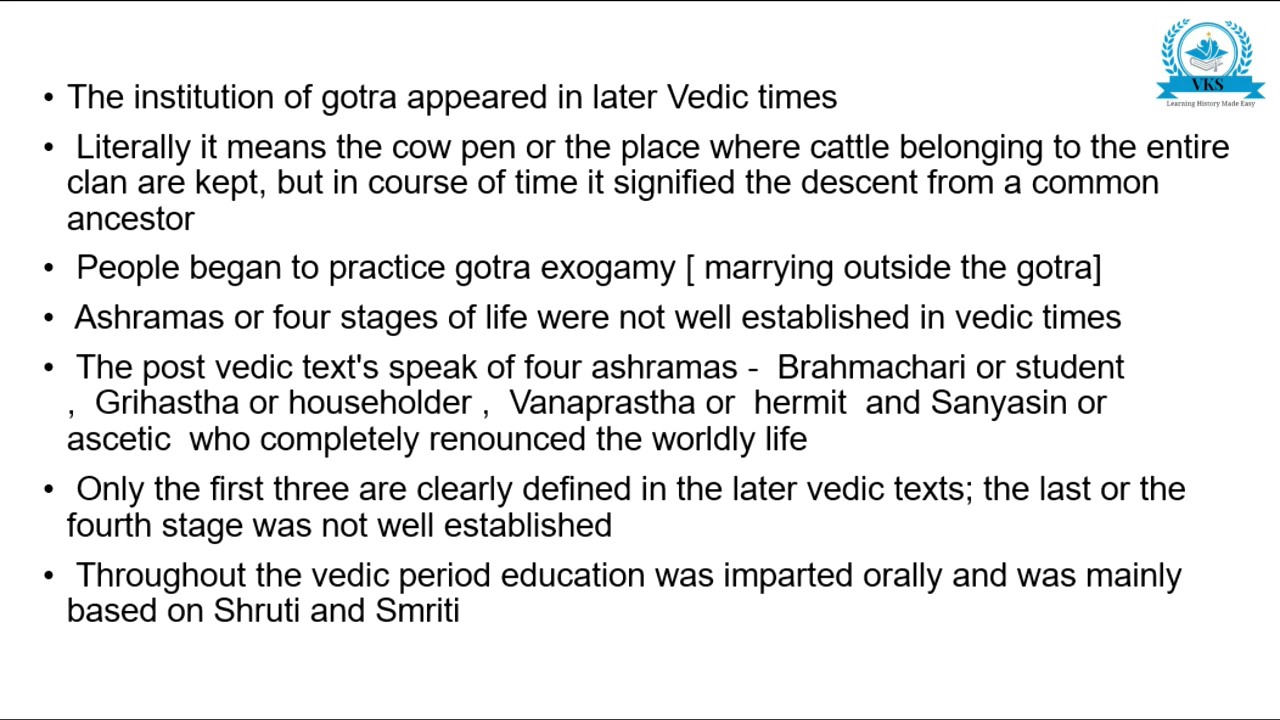 VKS
Learning History Made Easy
• The institution of gotra appeared in later Vedic times
• Literally it means the cow pen or the place where cattle belonging to the entire
clan are kept, but in course of time it signified the descent from a common
ancestor
• People began to practice gotra exogamy [ marrying outside the gotra]
• Ashramas or four stages of life were not well established in vedic times
• The post vedic text's speak of four ashramas - Brahmachari or student
, Grihastha or householder , Vanaprastha or hermit and Sanyasin or
ascetic who completely renounced the worldly life
• Only the first three are clearly defined in the later vedic texts; the last or the
fourth stage was not well established
• Throughout the vedic period education was imparted orally and was mainly
based on Shruti and Smriti